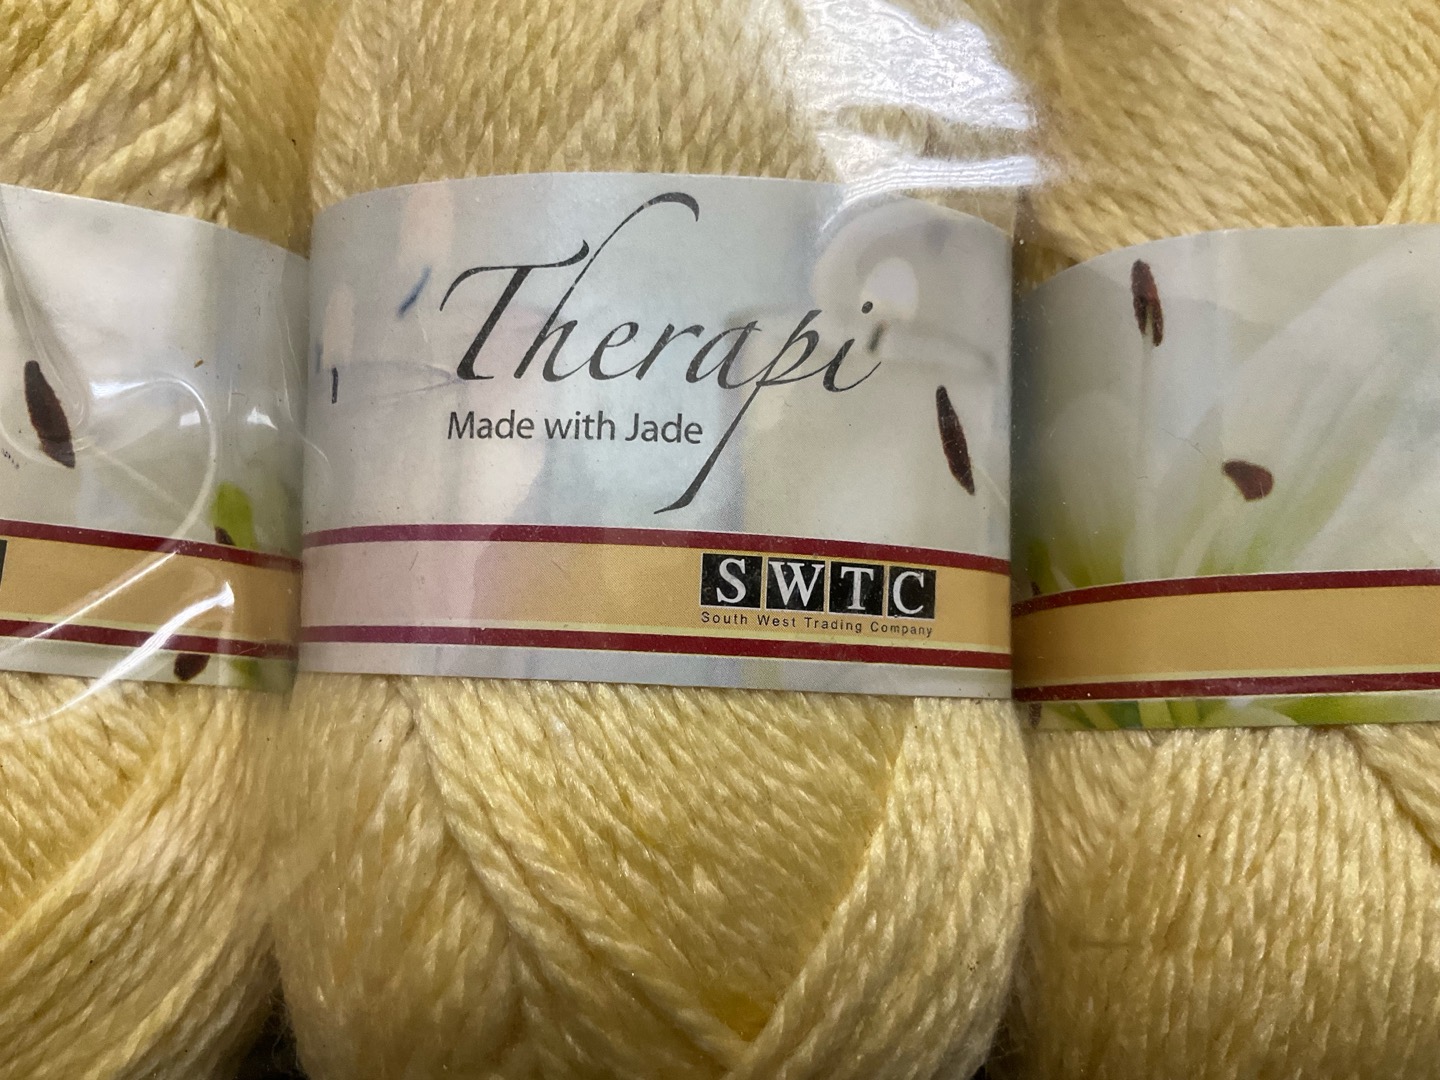 Therapi
Made with Jade
SWTC
South West Trading Company